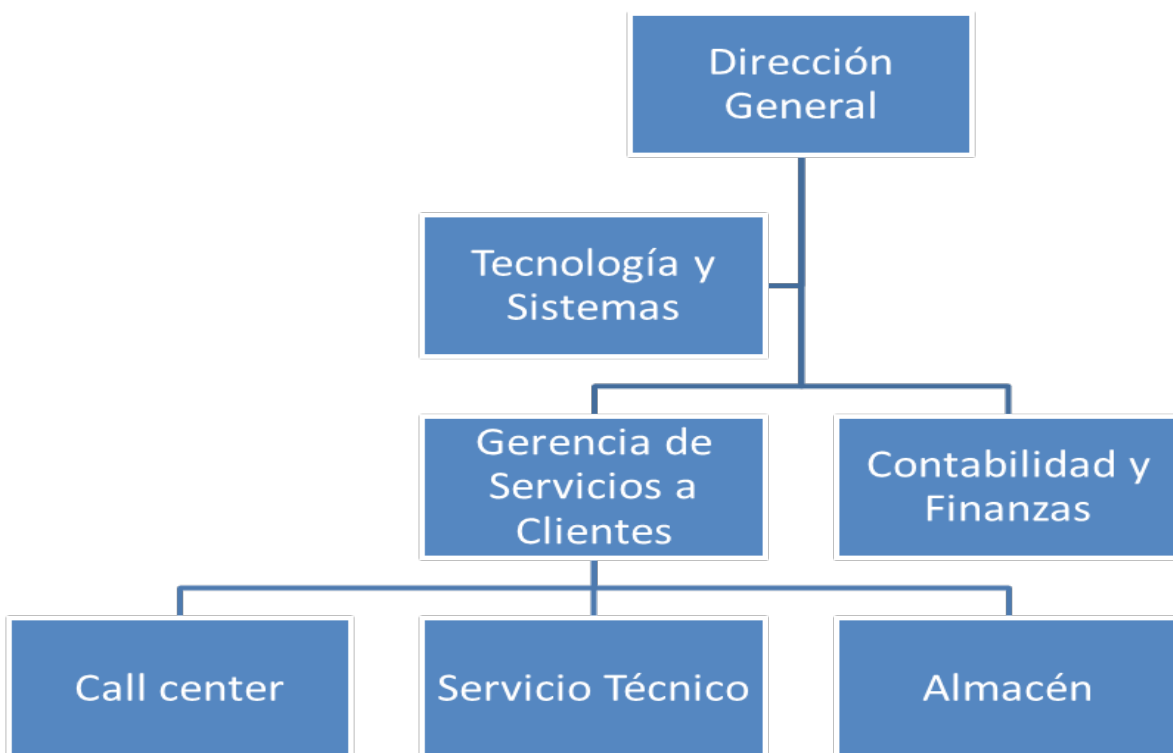 Dirección
General
Tecnología y
Sistemas
Gerencia de
Servicios a
Clientes
Contabilidad y
Finanzas
Call center
Servicio Técnico
Almacén